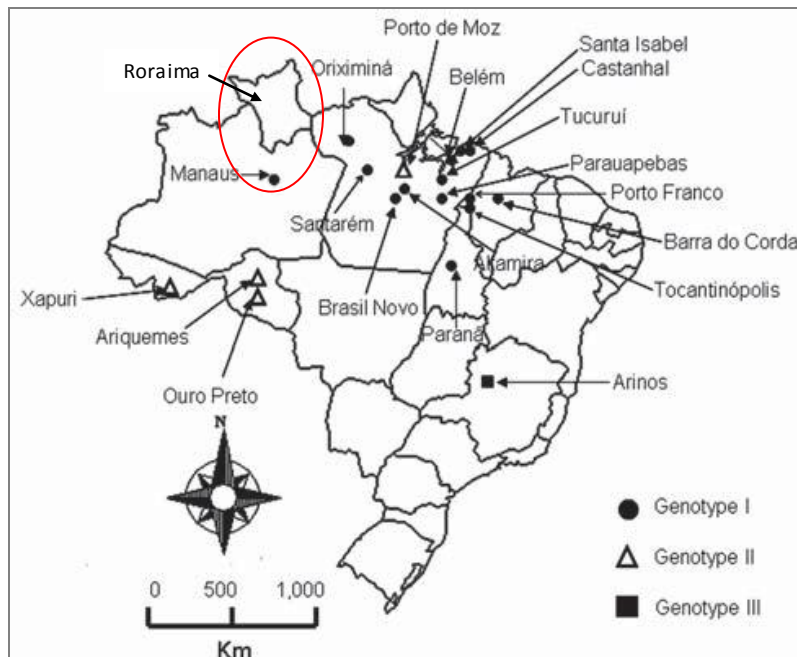 Porto de Moz
Santa Isabel
Castanhal
Roraima
Oriximiná
Belém
Tucuruí
Parauapebas
Manaus
Porto Franco
Santarém
Barra do Corda
Altamira
Xapuri
Tocantinópolis
Brasil Novo
Ariquemes
Paranã
Ouro Preto
Arinos
N
Genotype I
Genotype II
Genotype III
0 500 1,000
Km